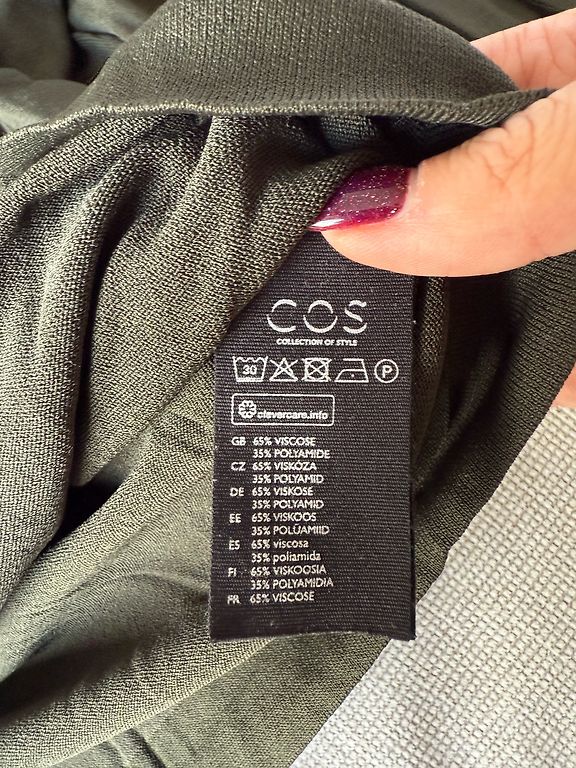 COS
COLLECTION OF STYLE
30 P
clevercare.info
GB 65% VISCOSE
35% POLYAMIDE
CZ 65% VISKÓZA
35% POLYAMID
DE 65% VISKOSE
35% POLYAMID
EE 65% VISKOOS
35% POLÜAMIID
ES 65% viscosa
35% poliamida
FI 65% VISKOOSIA
35% POLYAMIDIA
FR 65% VISCOSE